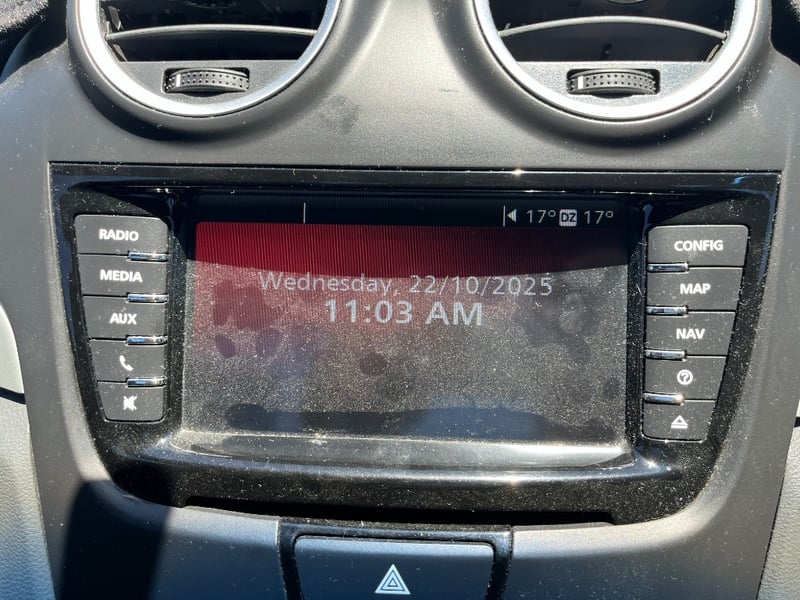 17° DZ 17°
RADIO
MEDIA
AUX
Wednesday, 22/10/2025
11:03 AM
CONFIG
MAP
NAV
?